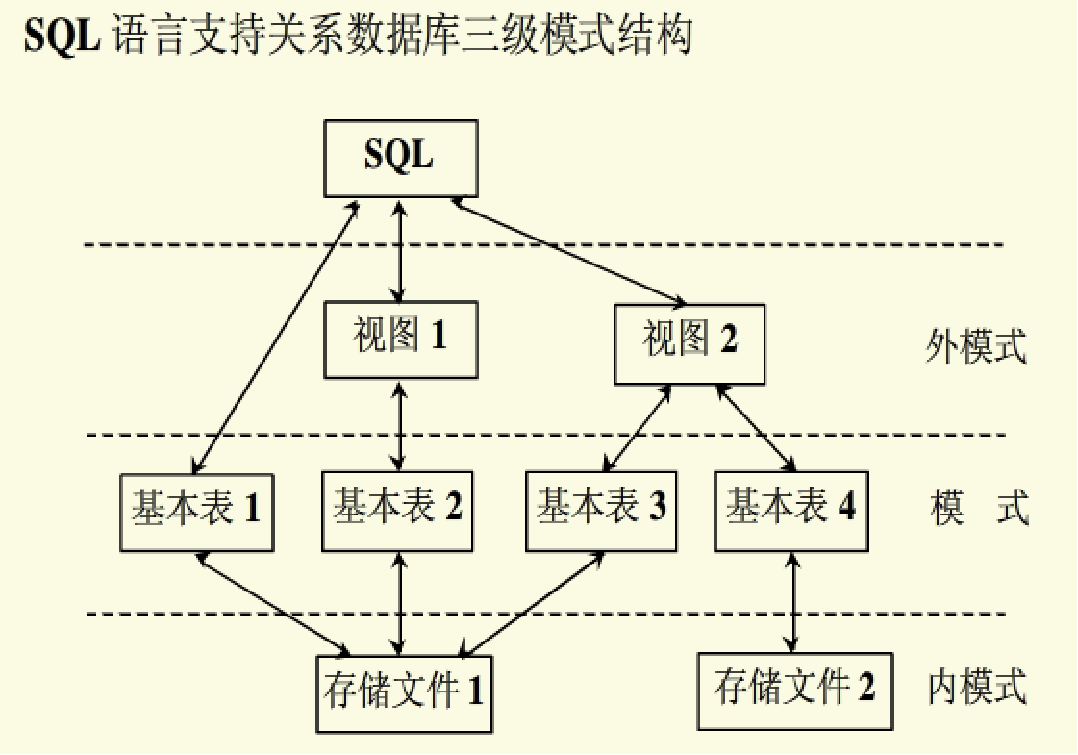 SQL 语言支持关系数据库三级模式结构
SQL
视图 1
视图 2
外模式
基本表 1
基本表 2
基本表 3
基本表 4
模 式
存储文件 1
存储文件 2
内模式